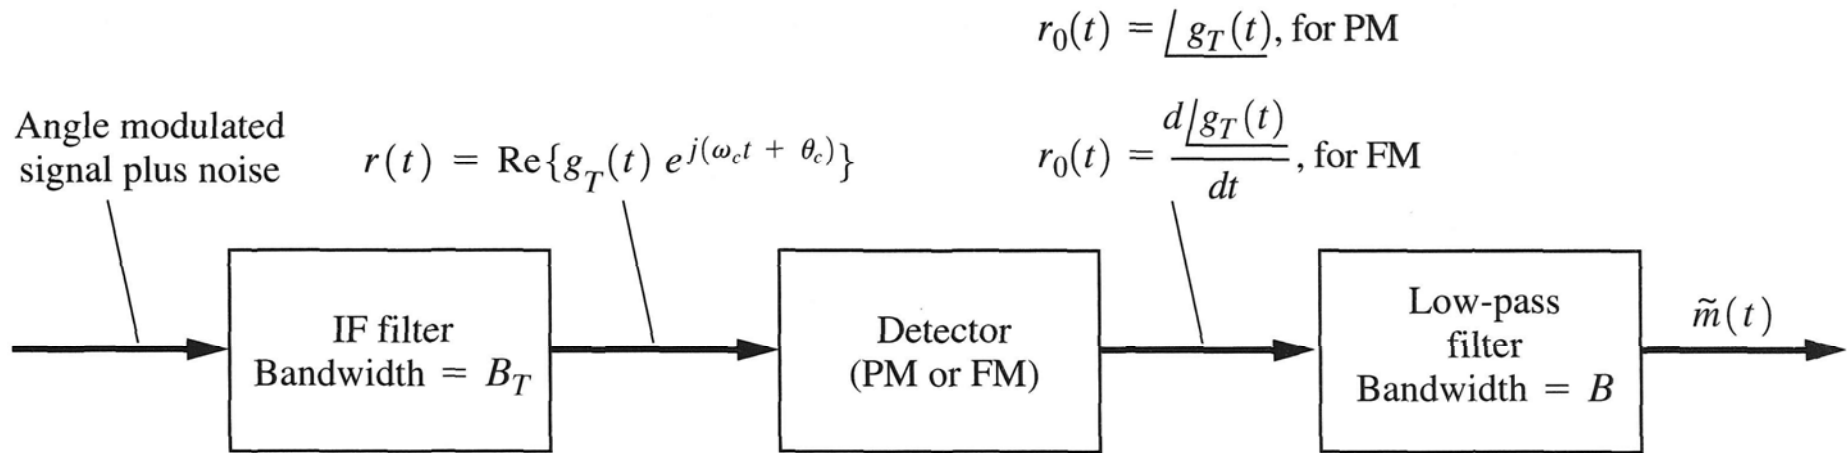 r₀(t) = ∠g_T(t), for PM
Angle modulated
signal plus noise
r(t) = Re{g_T(t) e^{j(ω_c t + θ_c)}}
r₀(t) = d∠g_T(t)/dt, for FM
IF filter
Bandwidth = B_T
Detector
(PM or FM)
Low-pass
filter
Bandwidth = B
m̃(t)